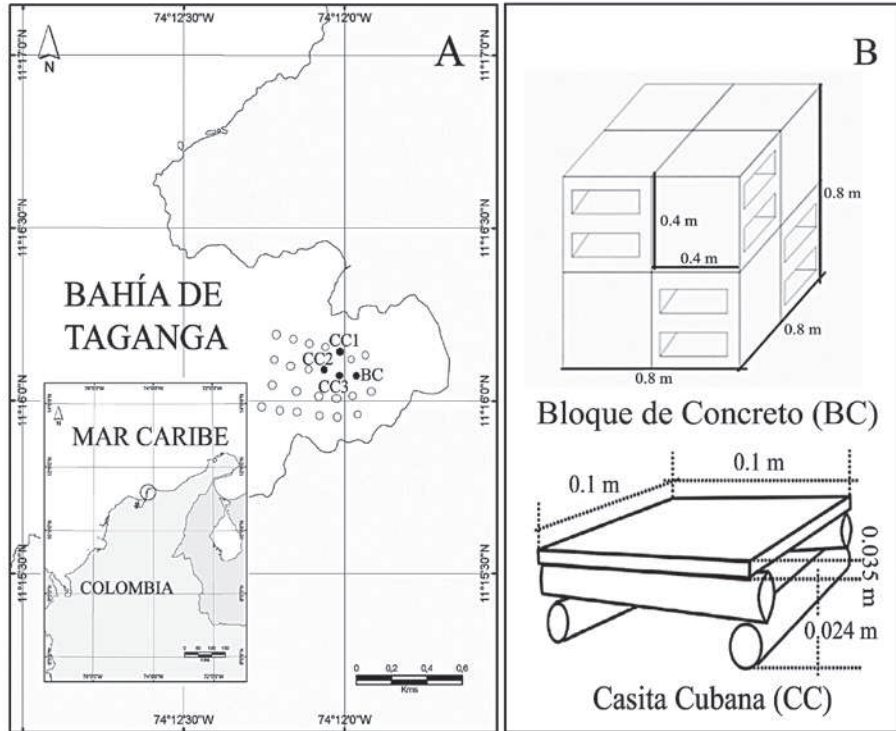 74°12'30"W
74°12'0"W
N
A
11°17'0"N
11°17'0"N
11°16'30"N
11°16'30"N
BAHÍA DE
TAGANGA
CC1
CC2
CC3
BC
11°16'0"N
11°16'0"N
MAR CARIBE
COLOMBIA
11°15'30"N
11°15'30"N
0 0,2 0,4 0,6
Kms
74°12'30"W
74°12'0"W
B
0.8 m
0.4 m
0.4 m
0.8 m
0.8 m
Bloque de Concreto (BC)
0.1 m
0.1 m
0.035 m
0.024 m
Casita Cubana (CC)